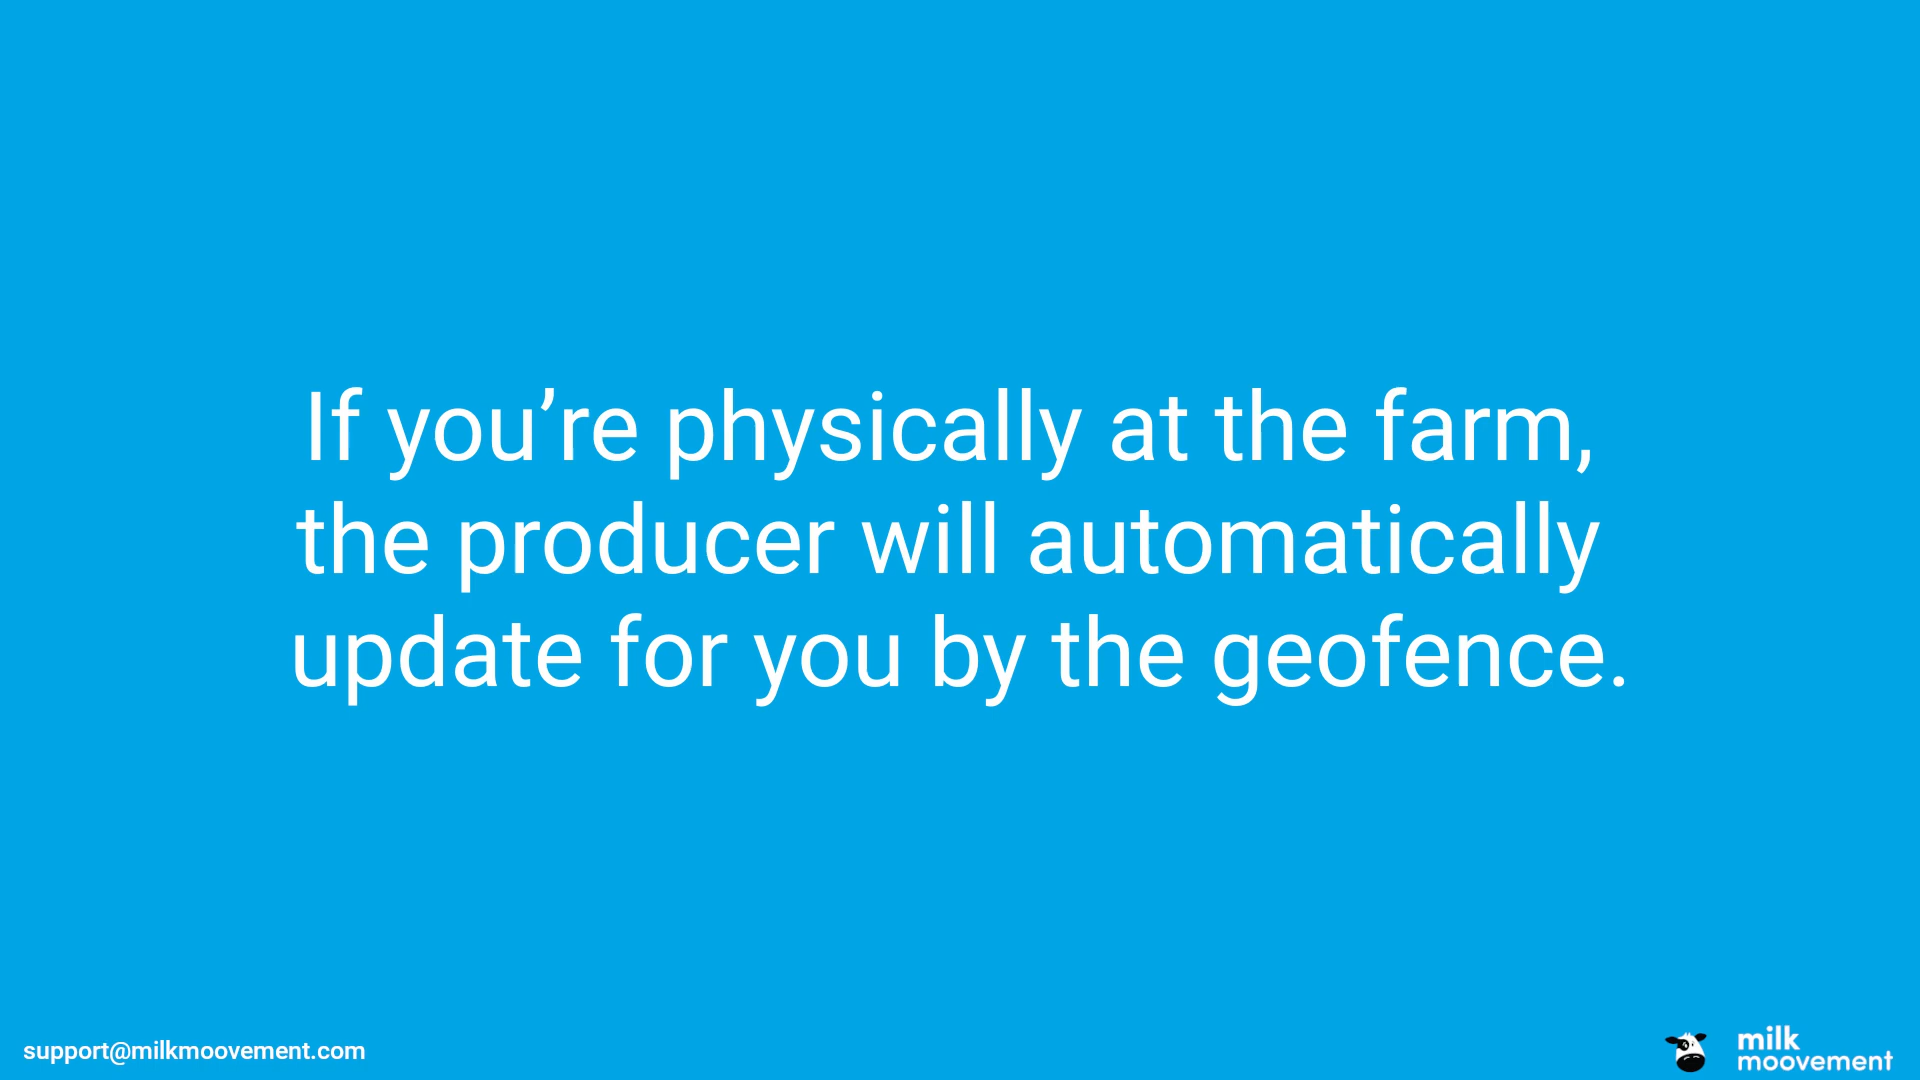 If you’re physically at the farm,
the producer will automatically
update for you by the geofence.
support@milkmoovement.com
milk
moovement